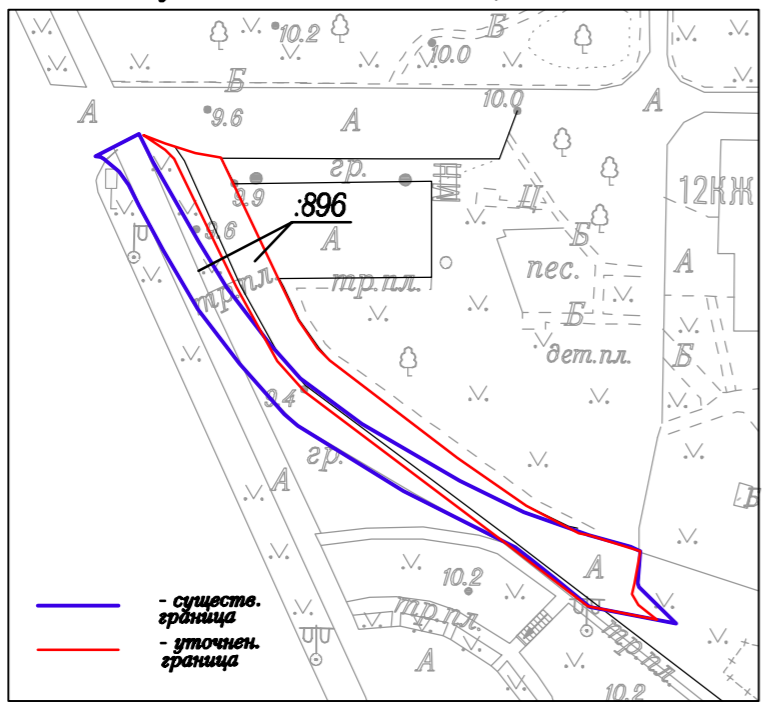 Б
10.2
10.0
Б
10.0
А
9.6
А
А
гр.
МН
12КЖ
9.9
:896
Ц
9.6
А
Б
пес.
А
тр.пл.
тр.пл.
Б
дет.пл.
Б
9.4
гр.
А
Б
А
10.2
- существ.
граница
тр.пл.
- уточнен.
граница
А
тр.пл.
10.2